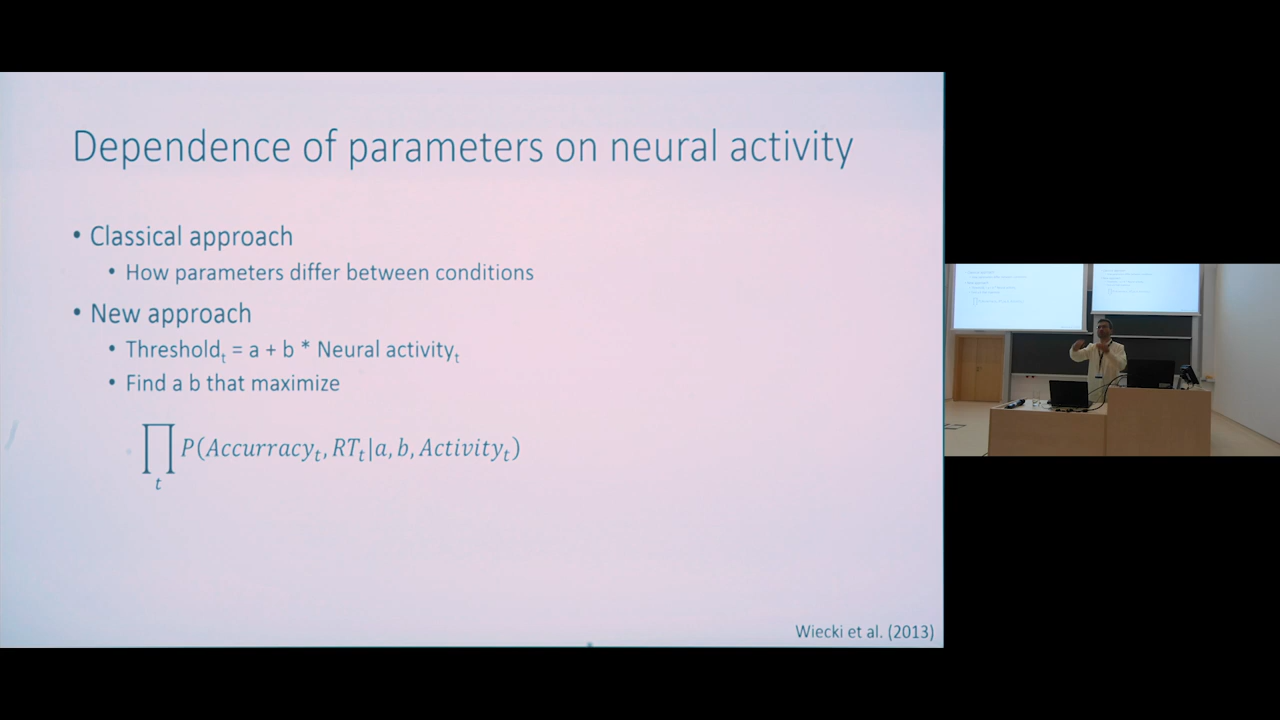 Dependence of parameters on neural activity
• Classical approach
• How parameters differ between conditions
• New approach
• Threshold_t = a + b * Neural activity_t
• Find a b that maximize
∏_t P(Accurracy_t, RT_t|a, b, Activity_t)
Wiecki et al. (2013)